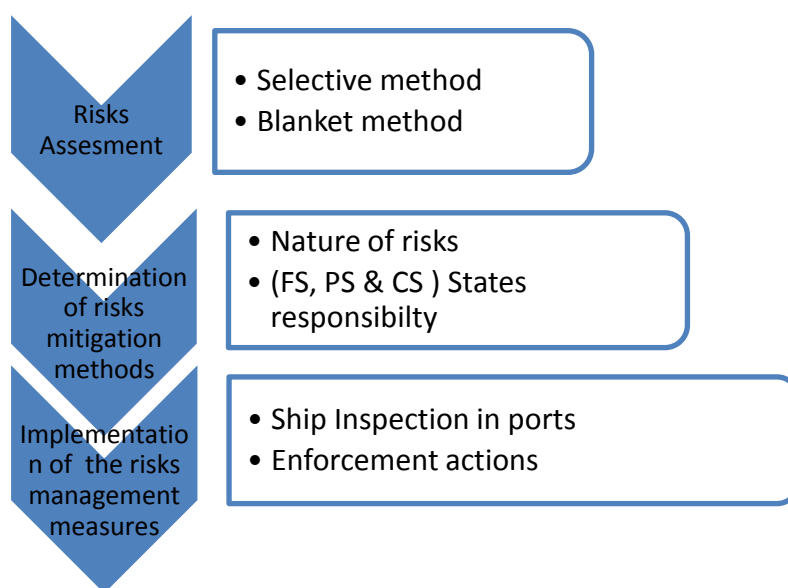 Risks
Assesment
• Selective method
• Blanket method
Determination
of risks
mitigation
methods
• Nature of risks
• (FS, PS & CS ) States
responsibilty
Implementatio
n of  the risks
management
measures
• Ship Inspection in ports
• Enforcement actions